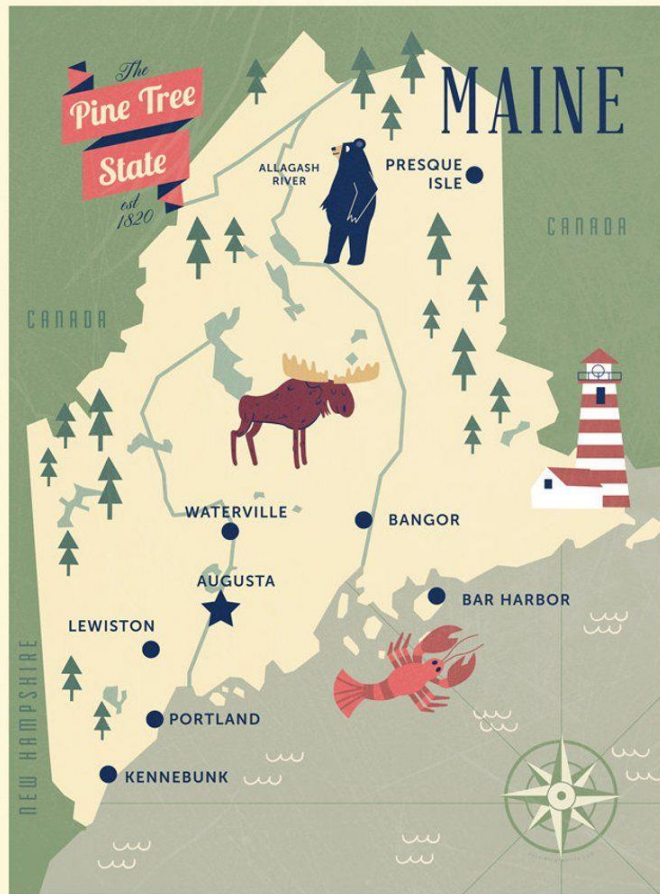 The
Pine Tree
State
est
1820
MAINE
ALLAGASH
RIVER
PRESQUE
ISLE
CANADA
CANADA
WATERVILLE
BANGOR
AUGUSTA
BAR HARBOR
LEWISTON
NEW HAMPSHIRE
PORTLAND
KENNEBUNK